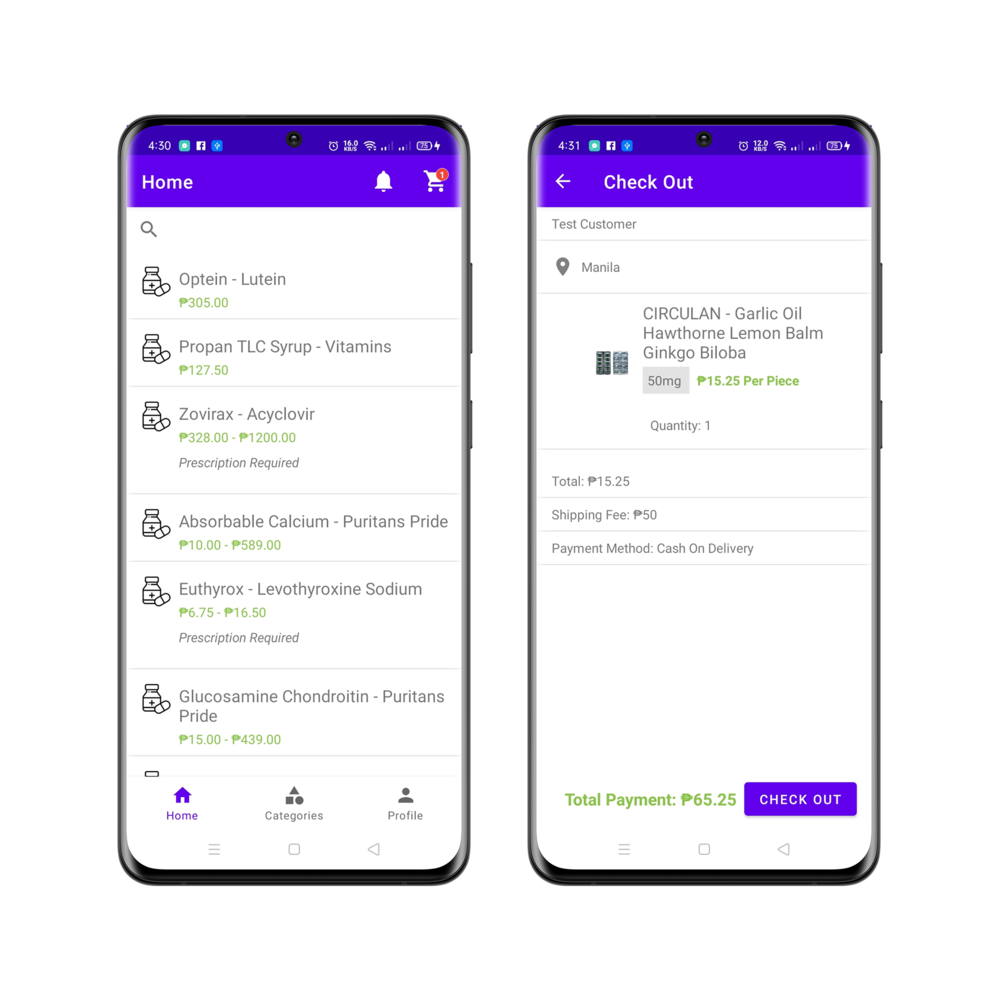 4:30
16.0
KB/S
75
Home
1
Optein - Lutein
₱305.00
Propan TLC Syrup - Vitamins
₱127.50
Zovirax - Acyclovir
₱328.00 - ₱1200.00
Prescription Required
Absorbable Calcium - Puritans Pride
₱10.00 - ₱589.00
Euthyrox - Levothyroxine Sodium
₱6.75 - ₱16.50
Prescription Required
Glucosamine Chondroitin - Puritans
Pride
₱15.00 - ₱439.00
Home Categories Profile
4:31
12.0
KB/S
75
Check Out
Test Customer
Manila
CIRCULAN - Garlic Oil
Hawthorne Lemon Balm
Ginkgo Biloba
50mg ₱15.25 Per Piece
Quantity: 1
Total: ₱15.25
Shipping Fee: ₱50
Payment Method: Cash On Delivery
Total Payment: ₱65.25 CHECK OUT